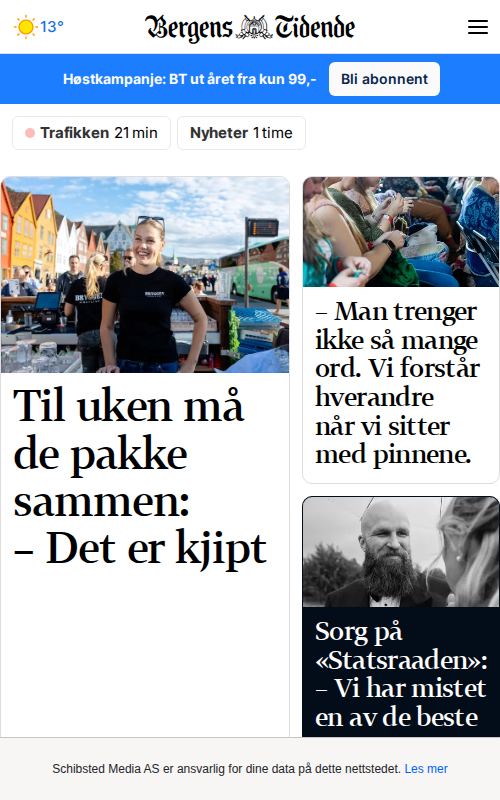 13°
Bergens Tidende
Høstkampanje: BT ut året fra kun 99,-
Bli abonnent
Trafikken 21 min
Nyheter 1 time
BRYGGEN
Til uken må
de pakke
sammen:
– Det er kjipt
– Man trenger
ikke så mange
ord. Vi forstår
hverandre
når vi sitter
med pinnene.
Sorg på
«Statsraaden»:
– Vi har mistet
en av de beste
Schibsted Media AS er ansvarlig for dine data på dette nettstedet. Les mer